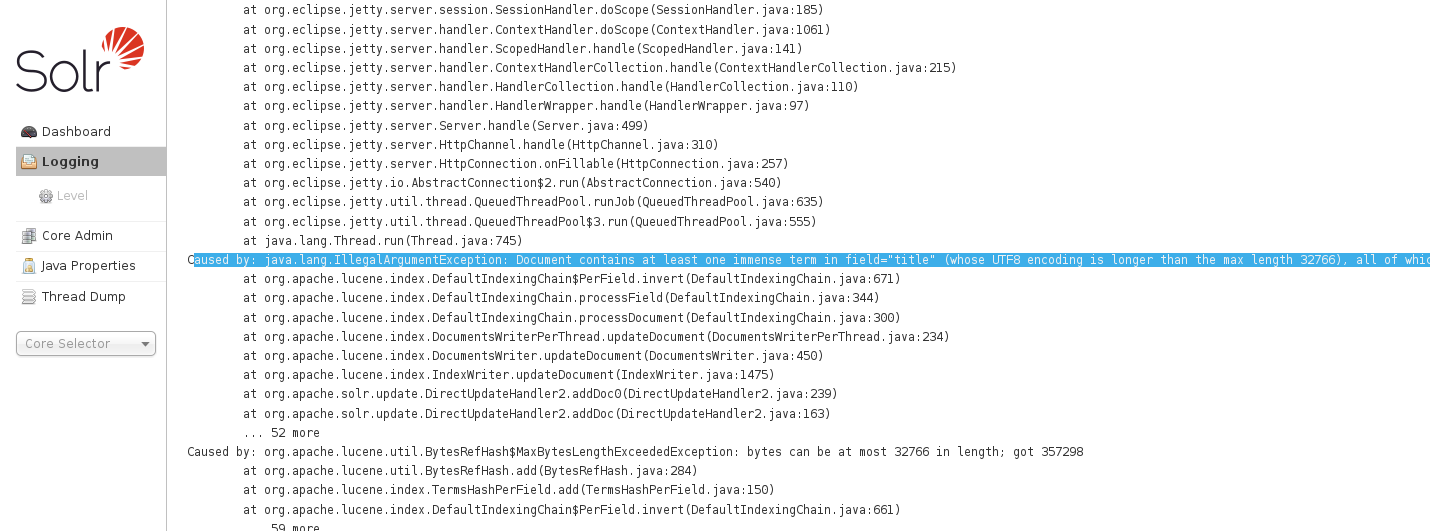 Solr
Dashboard
Logging
Level
Core Admin
Java Properties
Thread Dump
Core Selector
at org.eclipse.jetty.server.session.SessionHandler.doScope(SessionHandler.java:185)
at org.eclipse.jetty.server.handler.ContextHandler.doScope(ContextHandler.java:1061)
at org.eclipse.jetty.server.handler.ScopedHandler.handle(ScopedHandler.java:141)
at org.eclipse.jetty.server.handler.ContextHandlerCollection.handle(ContextHandlerCollection.java:215)
at org.eclipse.jetty.server.handler.HandlerCollection.handle(HandlerCollection.java:110)
at org.eclipse.jetty.server.handler.HandlerWrapper.handle(HandlerWrapper.java:97)
at org.eclipse.jetty.server.Server.handle(Server.java:499)
at org.eclipse.jetty.server.HttpChannel.handle(HttpChannel.java:310)
at org.eclipse.jetty.server.HttpConnection.onFillable(HttpConnection.java:257)
at org.eclipse.jetty.io.AbstractConnection$2.run(AbstractConnection.java:540)
at org.eclipse.jetty.util.thread.QueuedThreadPool.runJob(QueuedThreadPool.java:635)
at org.eclipse.jetty.util.thread.QueuedThreadPool$3.run(QueuedThreadPool.java:555)
at java.lang.Thread.run(Thread.java:745)
Caused by: java.lang.IllegalArgumentException: Document contains at least one immense term in field="title" (whose UTF8 encoding is longer than the max length 32766), all of whic
at org.apache.lucene.index.DefaultIndexingChain$PerField.invert(DefaultIndexingChain.java:671)
at org.apache.lucene.index.DefaultIndexingChain.processField(DefaultIndexingChain.java:344)
at org.apache.lucene.index.DefaultIndexingChain.processDocument(DefaultIndexingChain.java:300)
at org.apache.lucene.index.DocumentsWriterPerThread.updateDocument(DocumentsWriterPerThread.java:234)
at org.apache.lucene.index.DocumentsWriter.updateDocument(DocumentsWriter.java:450)
at org.apache.lucene.index.IndexWriter.updateDocument(IndexWriter.java:1475)
at org.apache.solr.update.DirectUpdateHandler2.addDoc0(DirectUpdateHandler2.java:239)
at org.apache.solr.update.DirectUpdateHandler2.addDoc(DirectUpdateHandler2.java:163)
... 52 more
Caused by: org.apache.lucene.util.BytesRefHash$MaxBytesLengthExceededException: bytes can be at most 32766 in length; got 357298
at org.apache.lucene.util.BytesRefHash.add(BytesRefHash.java:284)
at org.apache.lucene.index.TermsHashPerField.add(TermsHashPerField.java:150)
at org.apache.lucene.index.DefaultIndexingChain$PerField.invert(DefaultIndexingChain.java:661)
59 more